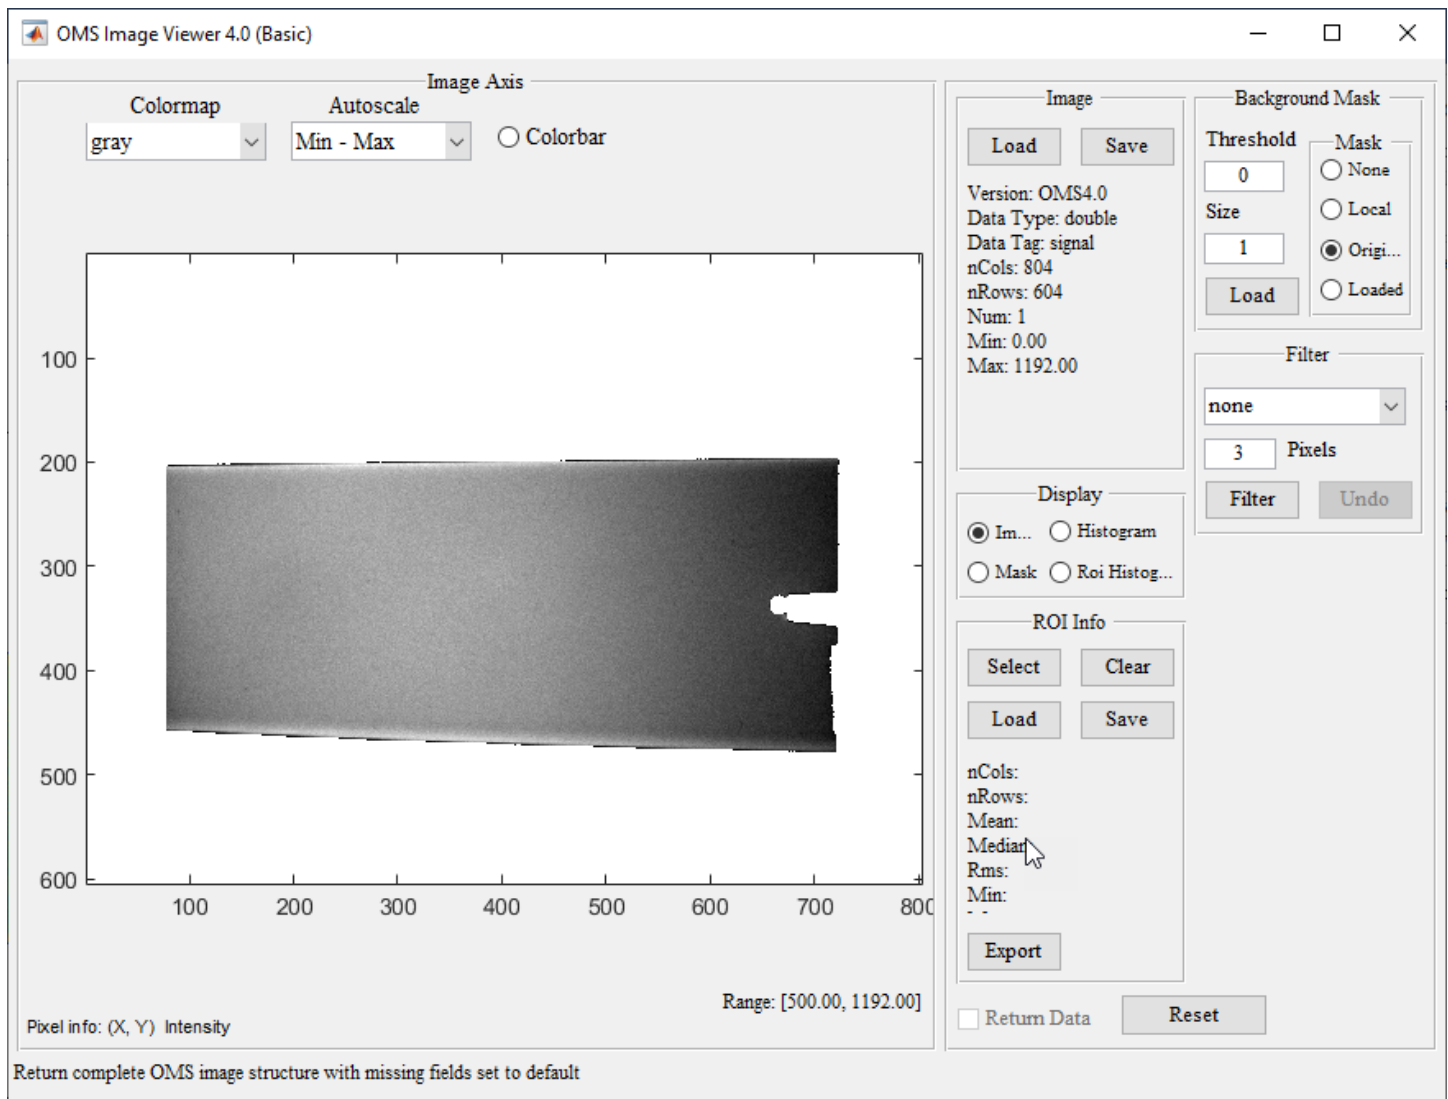 OMS Image Viewer 4.0 (Basic)
Image Axis
Colormap
Autoscale
gray
Min - Max
Colorbar
100
200
300
400
500
600
100 200 300 400 500 600 700 800
Range: [500.00, 1192.00]
Pixel info: (X, Y) Intensity
Return complete OMS image structure with missing fields set to default
Image
Load
Save
Version: OMS4.0
Data Type: double
Data Tag: signal
nCols: 804
nRows: 604
Num: 1
Min: 0.00
Max: 1192.00
Display
Im...
Histogram
Mask
Roi Histog...
ROI Info
Select
Clear
Load
Save
nCols:
nRows:
Mean:
Median
Rms:
Min:
Export
Return Data
Reset
Background Mask
Threshold
0
Size
1
Load
Mask
None
Local
Origi...
Loaded
Filter
none
3
Pixels
Filter
Undo